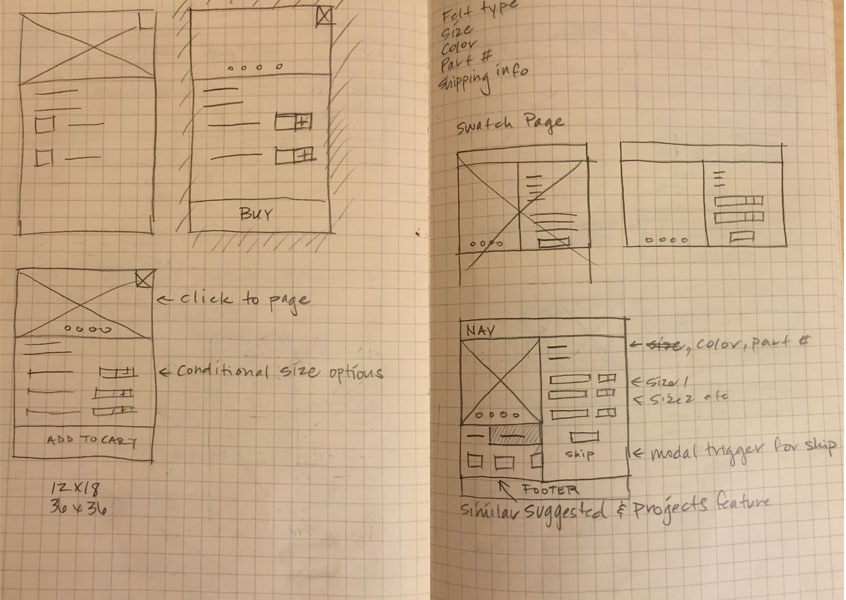 BUY
← click to page
← Conditional size options
ADD TO CART
12 x 18
36 x 36
Felt type
Size
Color
Part #
Shipping info
Swatch Page
NAV
← size, color, part #
← size 1
← size 2 etc
ship
← modal trigger for ship
FOOTER
Similar Suggested & Projects feature